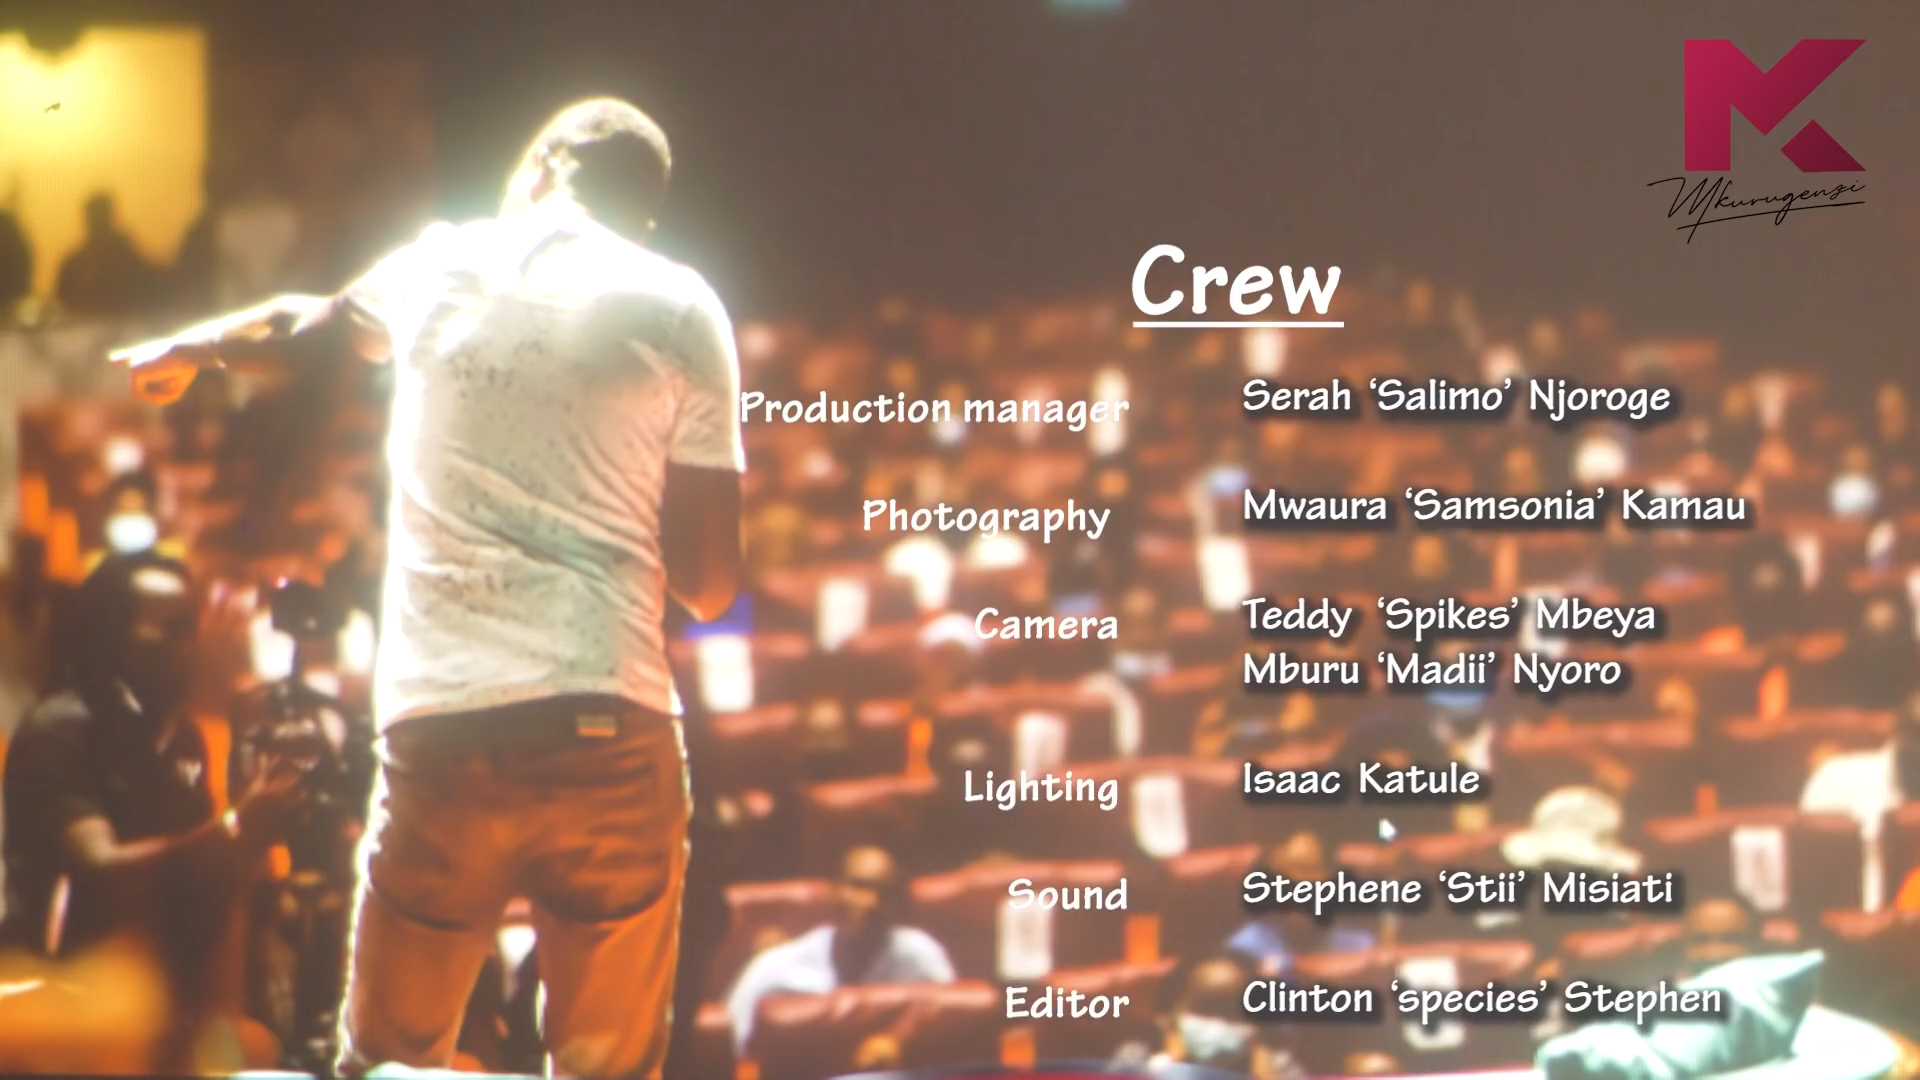 MK
Mkurugenzi
Crew
Production manager Serah ‘Salimo’ Njoroge
Photography Mwaura ‘Samsonia’ Kamau
Camera Teddy ‘Spikes’ Mbeya
Mburu ‘Madii’ Nyoro
Lighting Isaac Katule
Sound Stephene ‘Stii’ Misiati
Editor Clinton ‘species’ Stephen